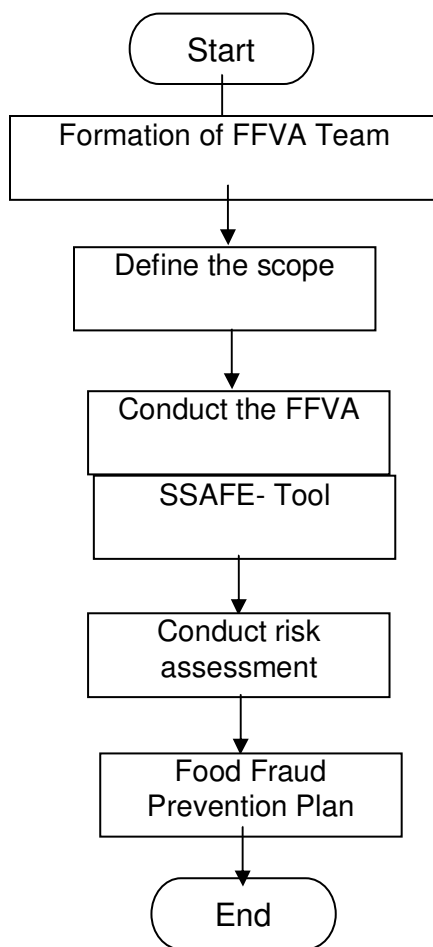 Start
Formation of FFVA Team
Define the scope
Conduct the FFVA
SSAFE- Tool
Conduct risk
assessment
Food Fraud
Prevention Plan
End